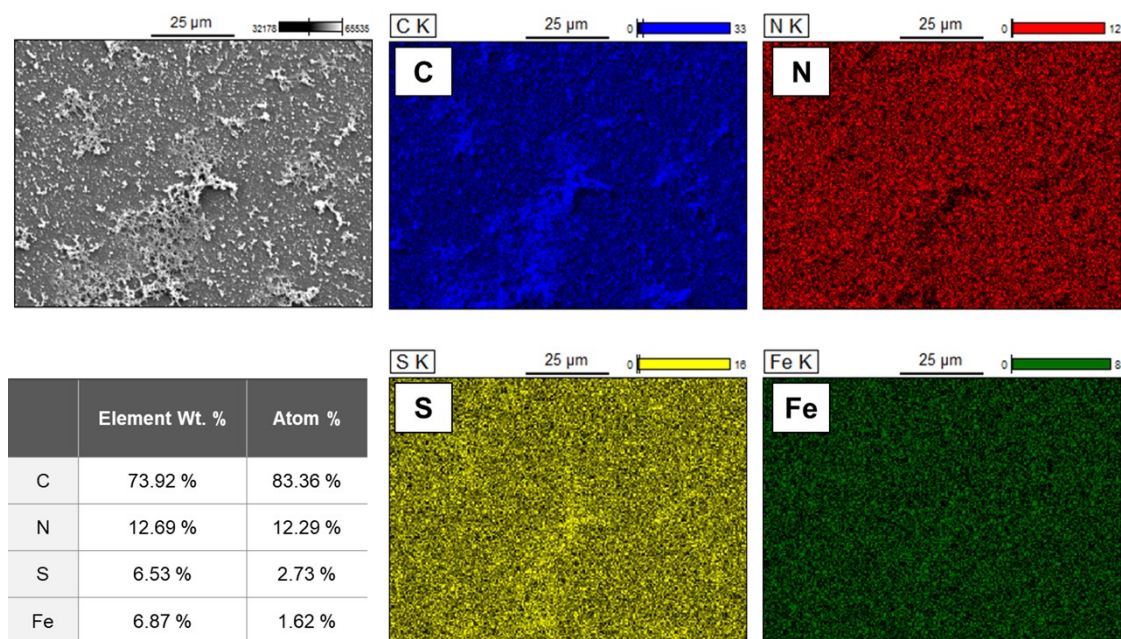 25 μm 32178 65535
C K 25 μm 0 33
C
N K 25 μm 0 12
N
S K 25 μm 0 16
S
Fe K 25 μm 0 8
Fe
Element Wt. % Atom %
C 73.92 % 83.36 %
N 12.69 % 12.29 %
S 6.53 % 2.73 %
Fe 6.87 % 1.62 %